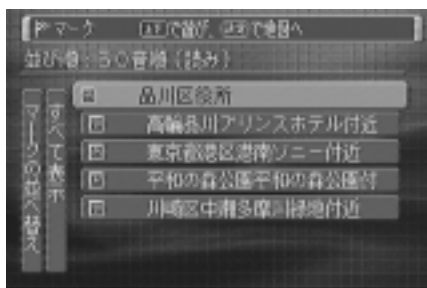 マーク で詳が、で地図へ
並び順:50音順(読み)
マークの並べ替え
すべて表示
品川区役所
高輪品川プリンスホテル付近
東京都港区港南ソニー付近
平和の森公園平和の森公園付
川崎区中瀬多摩川緑地付近